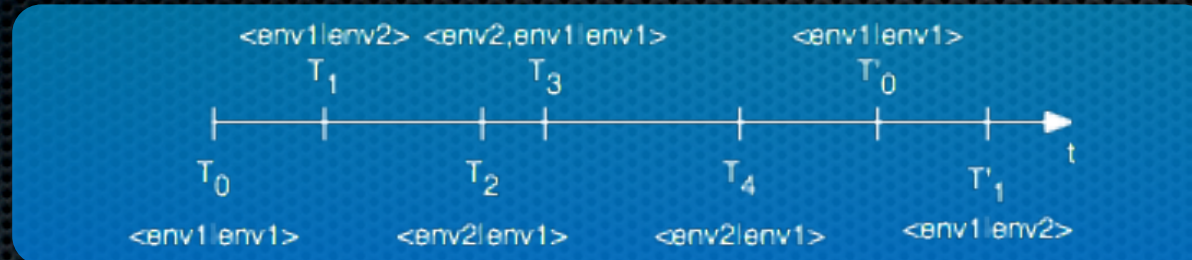 <env1|env2> <env2,env1|env1> <env1|env1>
T1 T3 T'0
t
T0 T2 T4 T'1
<env1|env1> <env2|env1> <env2|env1> <env1|env2>